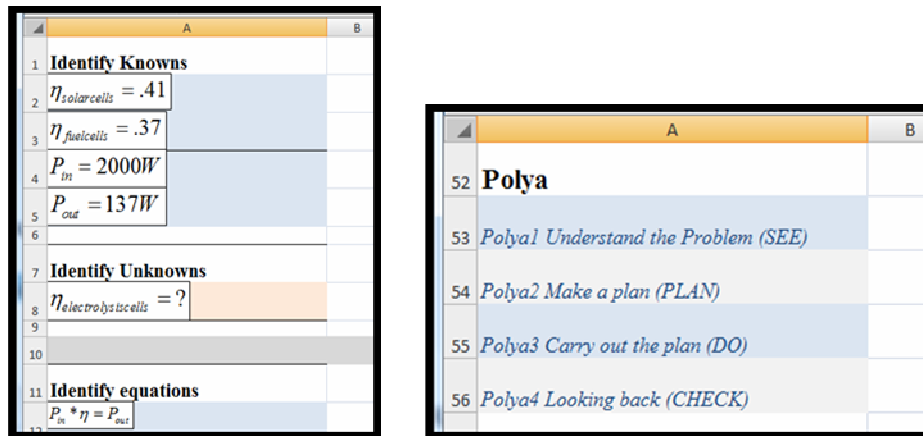 A B
1 Identify Knowns
2 η_solarcells = .41
3 η_fuelcells = .37
4 P_in = 2000W
5 P_out = 137W
6
7 Identify Unknowns
8 η_electrolysiscells = ?
9
10
11 Identify equations
12 P_in * η = P_out
A B
52 Polya
53 Polya1 Understand the Problem (SEE)
54 Polya2 Make a plan (PLAN)
55 Polya3 Carry out the plan (DO)
56 Polya4 Looking back (CHECK)